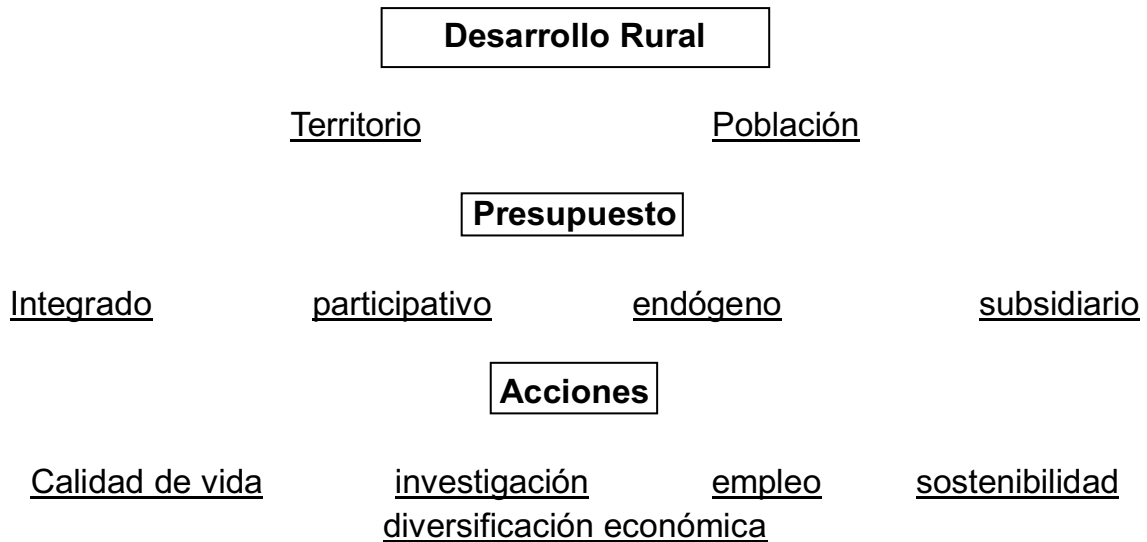 Desarrollo Rural
Territorio Población
Presupuesto
Integrado participativo endógeno subsidiario
Acciones
Calidad de vida investigación empleo sostenibilidad
diversificación económica